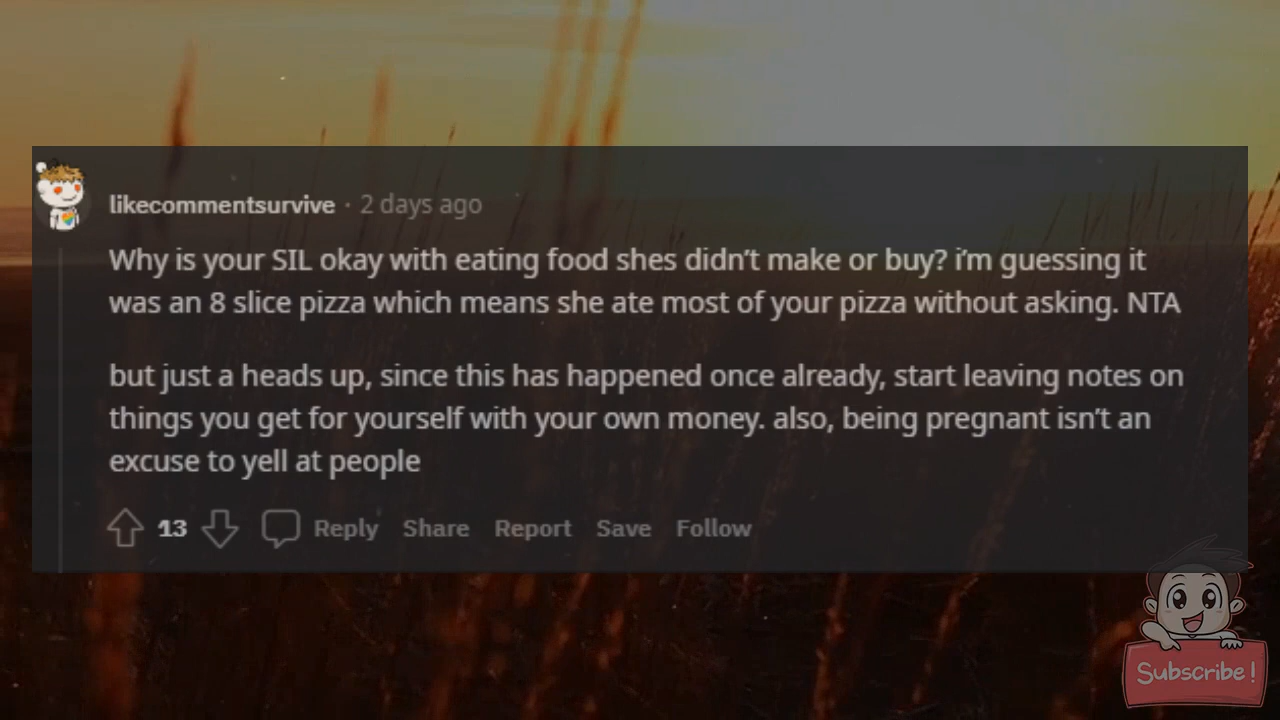 likecommentsurvive · 2 days ago
Why is your SIL okay with eating food shes didn't make or buy? i'm guessing it
was an 8 slice pizza which means she ate most of your pizza without asking. NTA
but just a heads up, since this has happened once already, start leaving notes on
things you get for yourself with your own money. also, being pregnant isn't an
excuse to yell at people
13 Reply Share Report Save Follow
Subscribe!